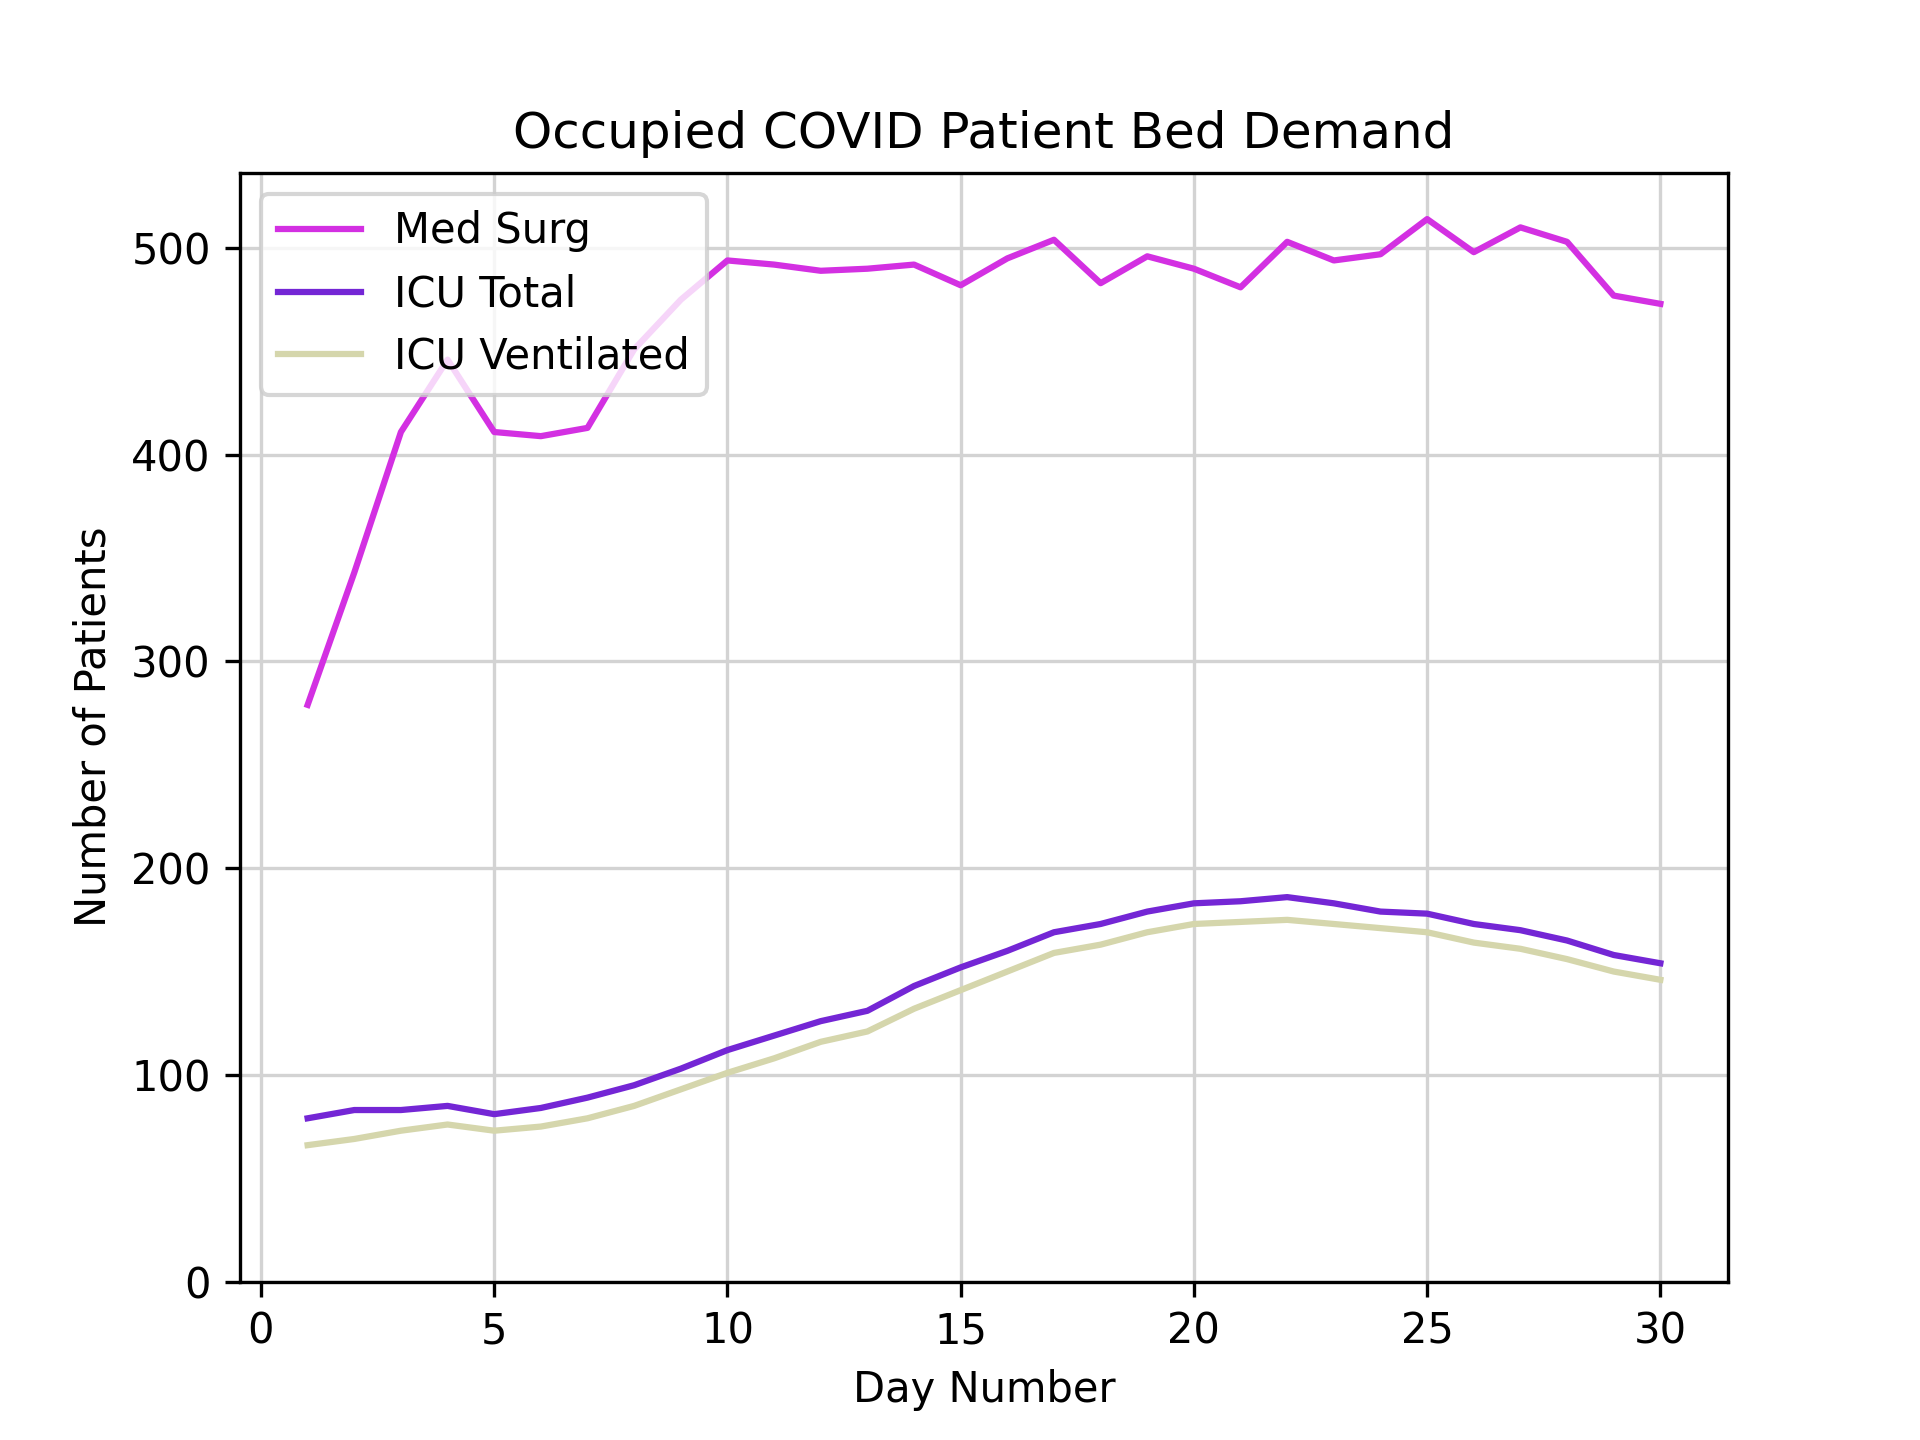 Occupied COVID Patient Bed Demand
Med Surg
ICU Total
ICU Ventilated
500
400
300
200
100
0
Number of Patients
0 5 10 15 20 25 30
Day Number